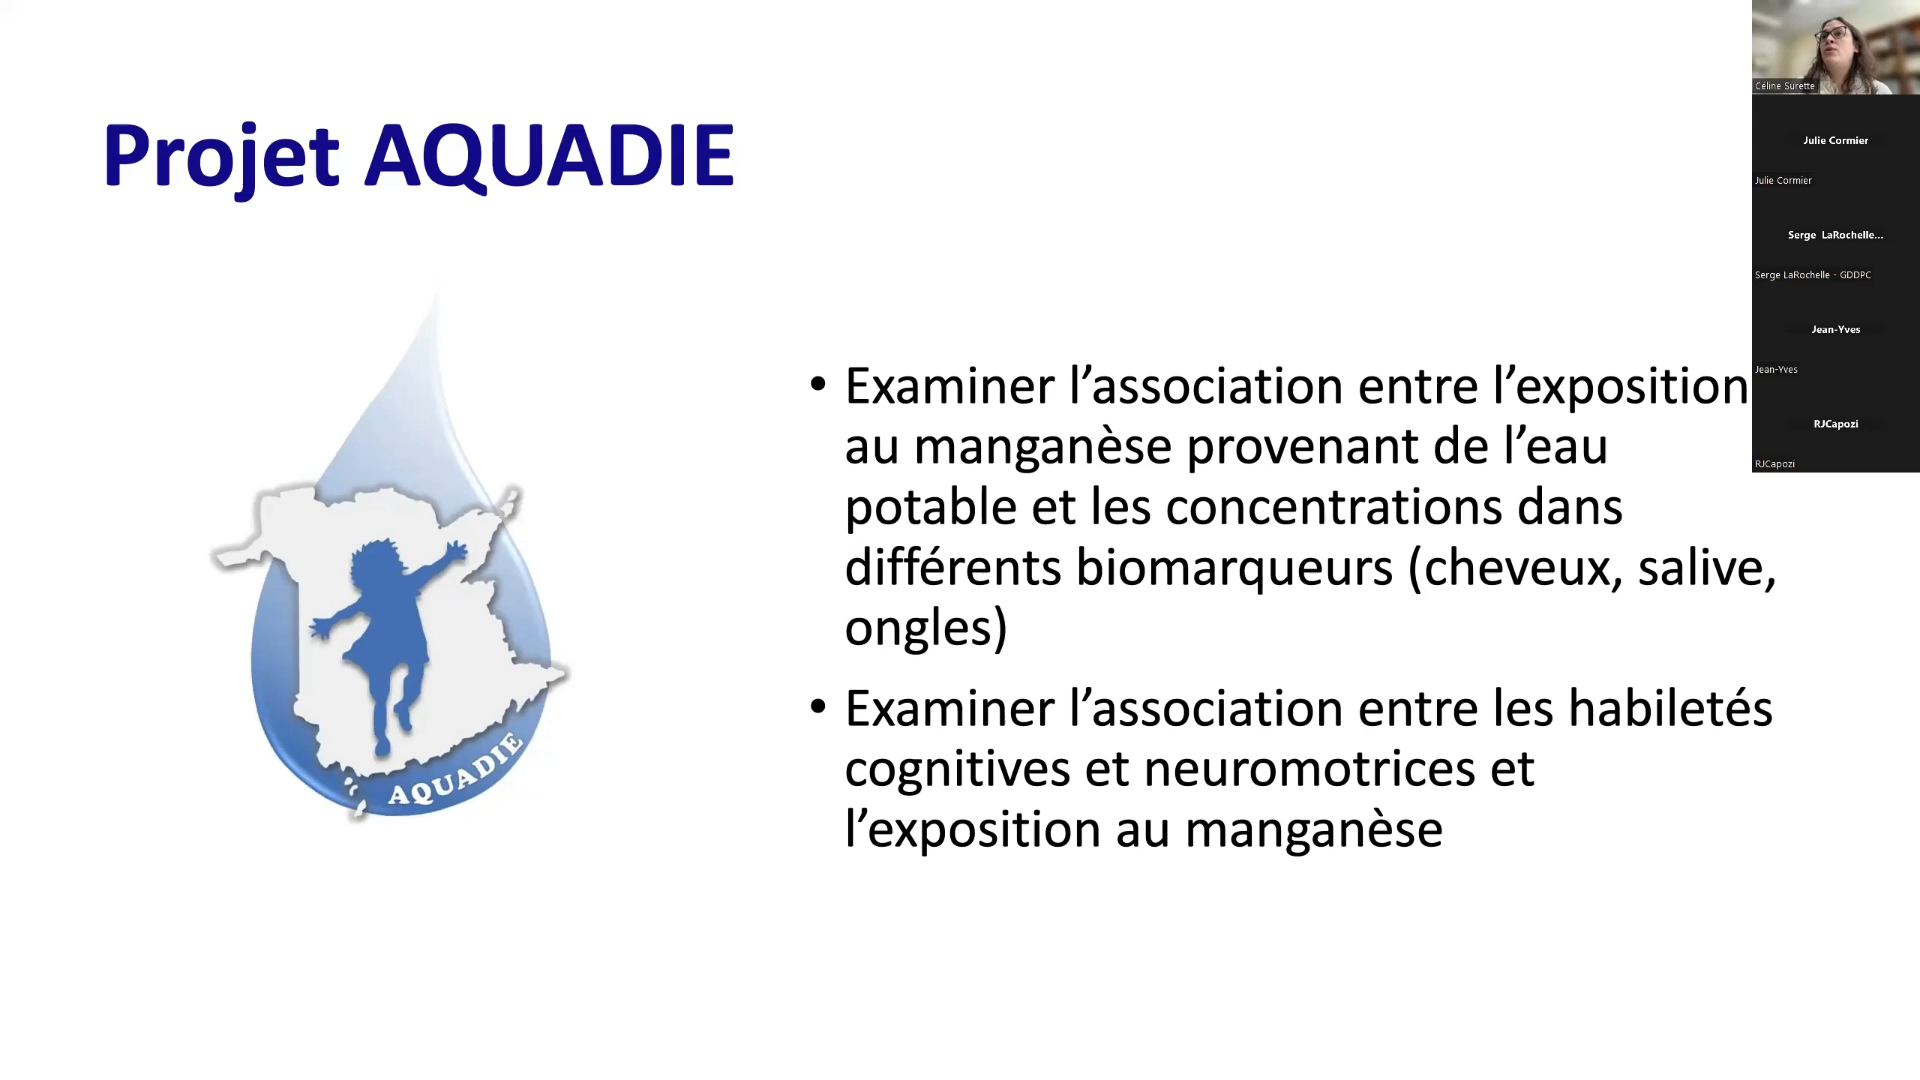 Projet AQUADIE
• Examiner l’association entre l’exposition
au manganèse provenant de l’eau
potable et les concentrations dans
différents biomarqueurs (cheveux, salive,
ongles)
• Examiner l’association entre les habiletés
cognitives et neuromotrices et
l’exposition au manganèse
AQUADIE
Céline Surette
Julie Cormier
Julie Cormier
Serge LaRochelle...
Serge LaRochelle - GDDPC
Jean-Yves
Jean-Yves
RJCapozi
RJCapozi